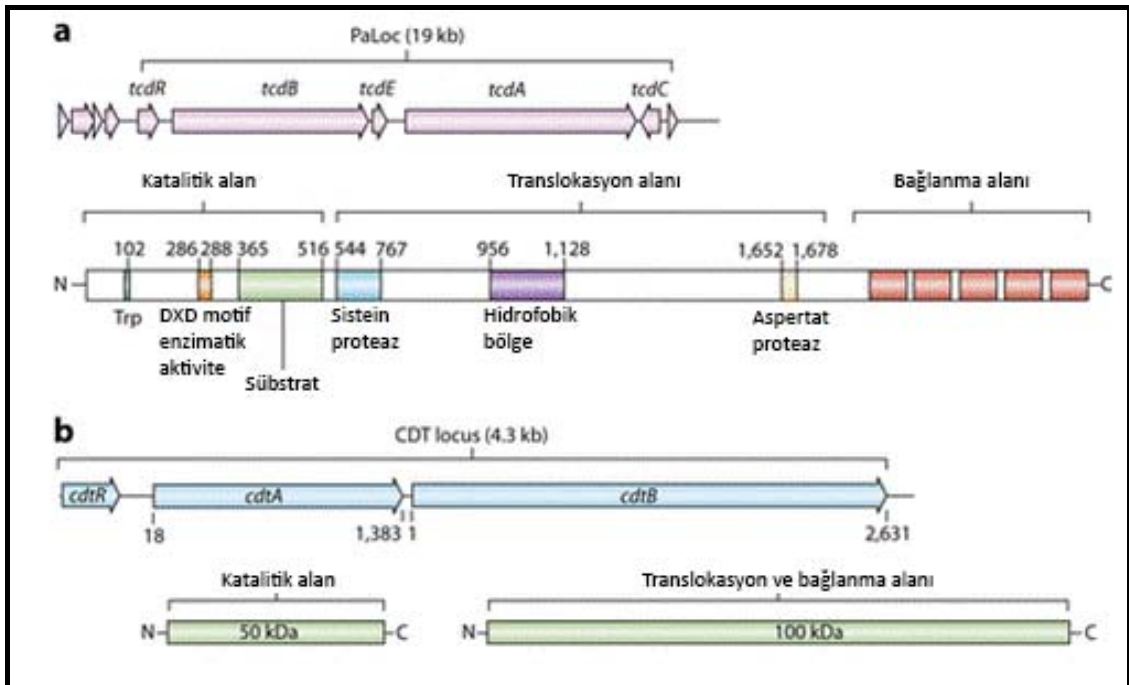 a
PaLoc (19 kb)
tcdR tcdB tcdE tcdA tcdC
Katalitik alan Translokasyon alanı Bağlanma alanı
102 286 288 365 516 544 767 956 1,128 1,652 1,678
N C
Trp DXD motif Sistein Hidrofobik Aspertat
enzimatik proteaz bölge proteaz
aktivite
Sübstrat
b
CDT locus (4.3 kb)
cdtR cdtA cdtB
18 1,383 1 2,631
Katalitik alan Translokasyon ve bağlanma alanı
N 50 kDa C N 100 kDa C